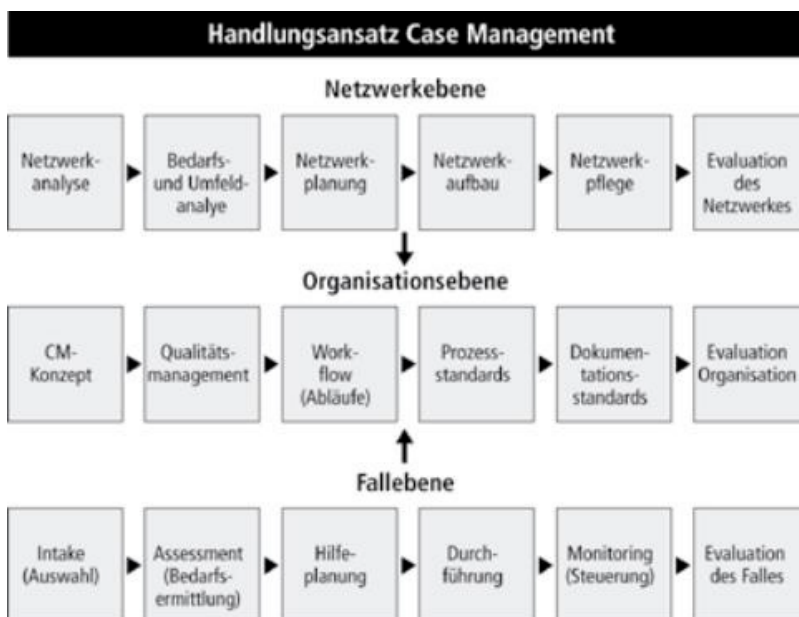 Handlungsansatz Case Management
Netzwerkebene
Netzwerk-
analyse
Bedarfs-
und Umfeld-
analye
Netzwerk-
planung
Netzwerk-
aufbau
Netzwerk-
pflege
Evaluation
des
Netzwerkes
Organisationsebene
CM-
Konzept
Qualitäts-
management
Work-
flow
(Abläufe)
Prozess-
standards
Dokumen-
tations-
standards
Evaluation
Organisation
Fallebene
Intake
(Auswahl)
Assessment
(Bedarfs-
ermittlung)
Hilfe-
planung
Durch-
führung
Monitoring
(Steuerung)
Evaluation
des Falles